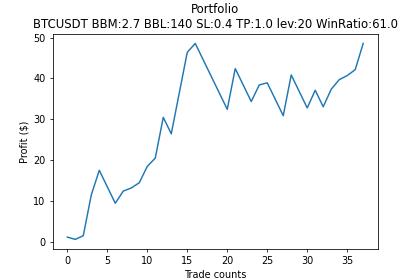 Portfolio
BTCUSDT BBM:2.7 BBL:140 SL:0.4 TP:1.0 lev:20 WinRatio:61.0
50
40
30
20
10
0
Profit ($)
0 5 10 15 20 25 30 35
Trade counts